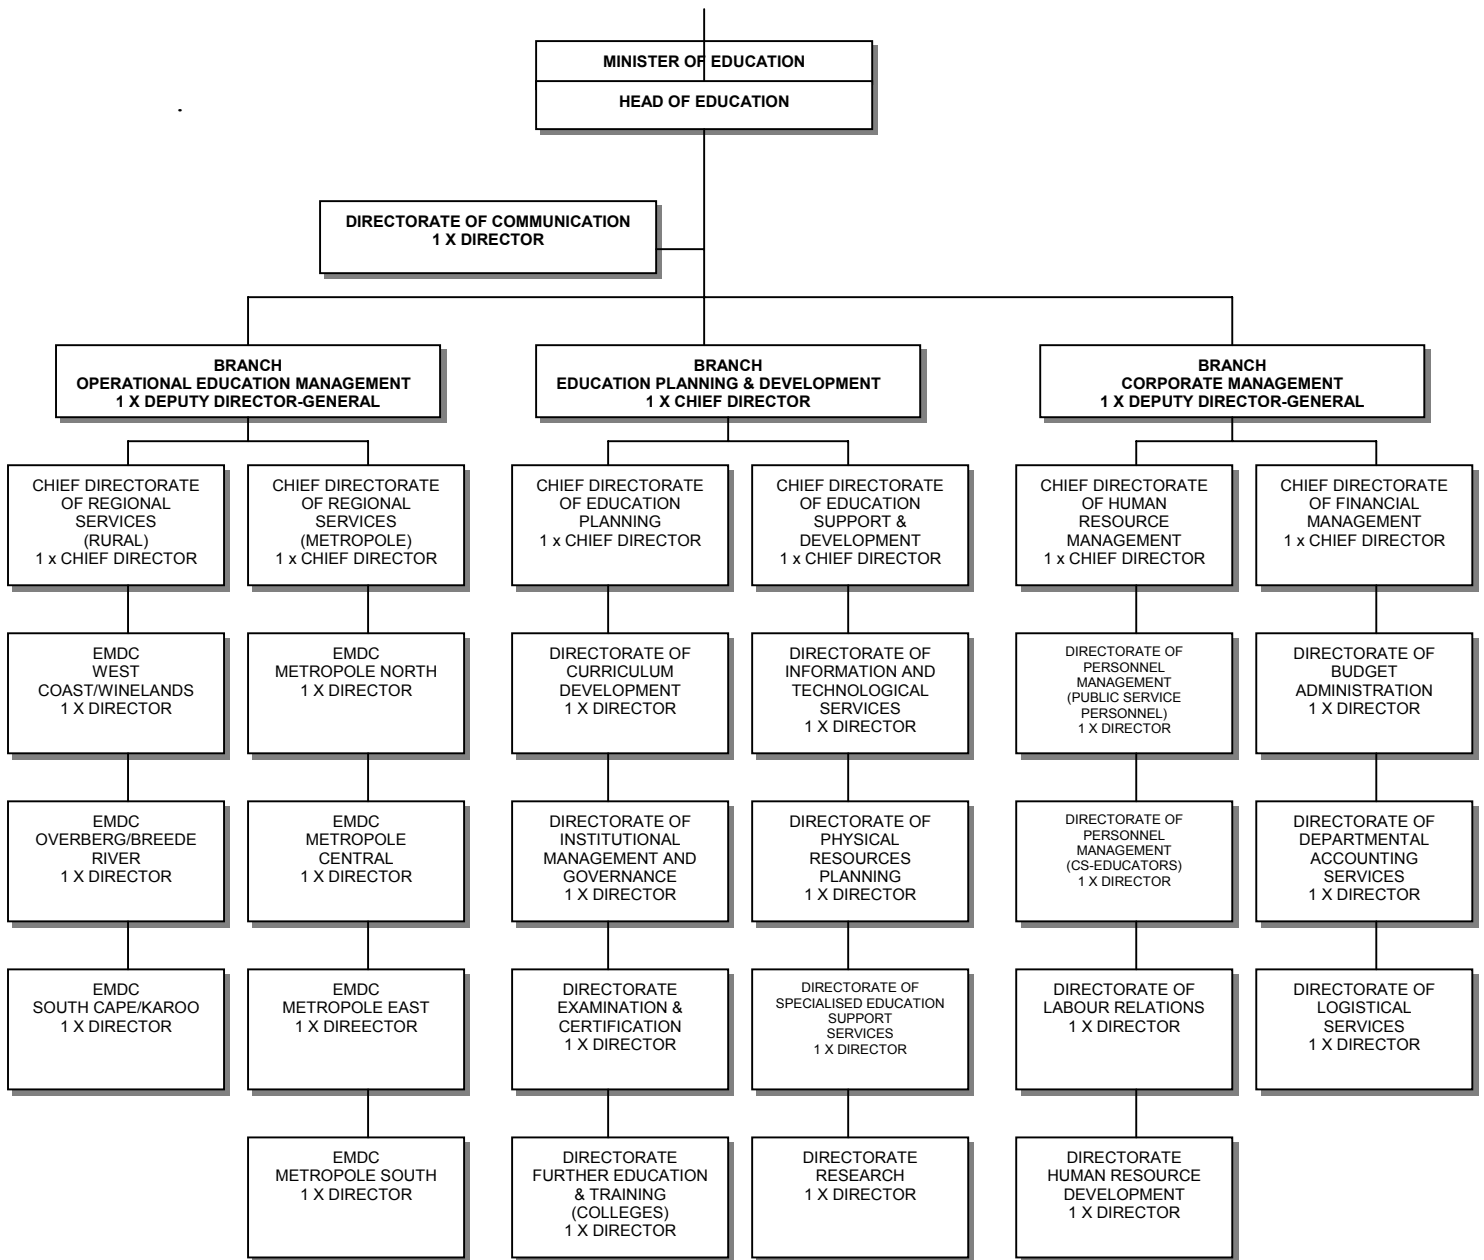 MINISTER OF EDUCATION
HEAD OF EDUCATION
DIRECTORATE OF COMMUNICATION
1 X DIRECTOR
BRANCH
OPERATIONAL EDUCATION MANAGEMENT
1 X DEPUTY DIRECTOR-GENERAL
BRANCH
EDUCATION PLANNING & DEVELOPMENT
1 X CHIEF DIRECTOR
BRANCH
CORPORATE MANAGEMENT
1 X DEPUTY DIRECTOR-GENERAL
CHIEF DIRECTORATE
OF REGIONAL
SERVICES
(RURAL)
1 x CHIEF DIRECTOR
CHIEF DIRECTORATE
OF REGIONAL
SERVICES
(METROPOLE)
1 x CHIEF DIRECTOR
CHIEF DIRECTORATE
OF EDUCATION
PLANNING
1 x CHIEF DIRECTOR
CHIEF DIRECTORATE
OF EDUCATION
SUPPORT &
DEVELOPMENT
1 x CHIEF DIRECTOR
CHIEF DIRECTORATE
OF HUMAN
RESOURCE
MANAGEMENT
1 x CHIEF DIRECTOR
CHIEF DIRECTORATE
OF FINANCIAL
MANAGEMENT
1 x CHIEF DIRECTOR
EMDC
WEST
COAST/WINELANDS
1 X DIRECTOR
EMDC
METROPOLE NORTH
1 X DIRECTOR
DIRECTORATE OF
CURRICULUM
DEVELOPMENT
1 X DIRECTOR
DIRECTORATE OF
INFORMATION AND
TECHNOLOGICAL
SERVICES
1 X DIRECTOR
DIRECTORATE OF
PERSONNEL
MANAGEMENT
(PUBLIC SERVICE
PERSONNEL)
1 X DIRECTOR
DIRECTORATE OF
BUDGET
ADMINISTRATION
1 X DIRECTOR
EMDC
OVERBERG/BREEDE
RIVER
1 X DIRECTOR
EMDC
METROPOLE
CENTRAL
1 X DIRECTOR
DIRECTORATE OF
INSTITUTIONAL
MANAGEMENT AND
GOVERNANCE
1 X DIRECTOR
DIRECTORATE OF
PHYSICAL
RESOURCES
PLANNING
1 X DIRECTOR
DIRECTORATE OF
PERSONNEL
MANAGEMENT
(CS-EDUCATORS)
1 X DIRECTOR
DIRECTORATE OF
DEPARTMENTAL
ACCOUNTING
SERVICES
1 X DIRECTOR
EMDC
SOUTH CAPE/KAROO
1 X DIRECTOR
EMDC
METROPOLE EAST
1 X DIREECTOR
DIRECTORATE
EXAMINATION &
CERTIFICATION
1 X DIRECTOR
DIRECTORATE OF
SPECIALISED EDUCATION
SUPPORT
SERVICES
1 X DIRECTOR
DIRECTORATE OF
LABOUR RELATIONS
1 X DIRECTOR
DIRECTORATE OF
LOGISTICAL
SERVICES
1 X DIRECTOR
EMDC
METROPOLE SOUTH
1 X DIRECTOR
DIRECTORATE
FURTHER EDUCATION
& TRAINING
(COLLEGES)
1 X DIRECTOR
DIRECTORATE
RESEARCH
1 X DIRECTOR
DIRECTORATE
HUMAN RESOURCE
DEVELOPMENT
1 X DIRECTOR